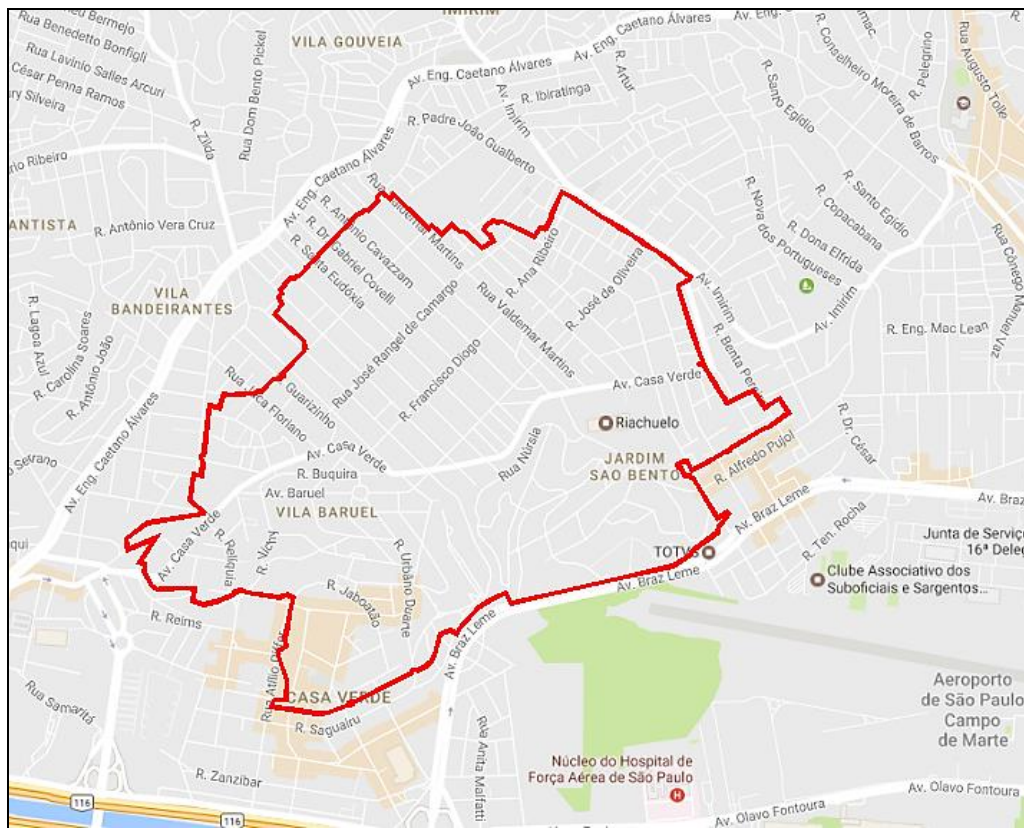 IMIRIM
VILA GOUVEIA
R. Benedetto Bonfigli
Rua Lavínio Salles Arcuri
César Penna Ramos
ury Silveira
R. Zilda
Rua Dom Bento Pickel
Av. Eng. Caetano Álvares
Av. Eng. Caetano Álvares
Av. Eng. Caetano Álvares
R. Artur
R. Ibiratinga
Av. Imirim
R. Padre João Gualberto
R. Conselheiro Moreira de Barros
R. Pelegrino
Rua Augusto Tolle
R. Santo Egídio
R. Santo Egídio
R. Copacabana
R. Dona Elfrida
R. Nova dos Portugueses
Rua Cônego Manuel Vaz
ANTISTA
R. Antônio Vera Cruz
VILA
BANDEIRANTES
R. Lagoa Azul
R. Carolina Soares
R. Antônio João
R. Antônio Cavazzam
R. Dr. Gabriel Covelli
R. Santa Eudóxia
R. Ana Ribeiro
R. José de Oliveira
Rua Valdemar Martins
Rua José Rangel de Camargo
R. Francisco Diogo
Av. Imirim
Av. Imirim
R. Eng. Mac Lean
R. Guarizinho
Av. Casa Verde
Riachuelo
Rua Núrsia
JARDIM
SAO BENTO
R. Alfredo Pujol
R. Dr. César
Av. Casa Verde
R. Buquira
Av. Baruel
VILA BARUEL
Av. Eng. Caetano Álvares
Av. Braz Leme
Av. Braz
R. Ten. Rocha
Junta de Serviço
16ª Deleg
Clube Associativo dos
Suboficiais e Sargentos...
TOTVS
Av. Braz Leme
Av. Casa Verde
R. Relíquia
R. Vichy
R. Urbano Duarte
R. Jaboatão
R. Reims
Av. Braz Leme
Rua Atílio Piffer
CASA VERDE
R. Saguairu
Rua Samaritá
R. Zanzibar
Rua Anita Malfatti
Aeroporto
de São Paulo
Campo
de Marte
Núcleo do Hospital de
Força Aérea de São Paulo
H
116
116
Av. Olavo Fontoura
Av. Olavo Fontoura